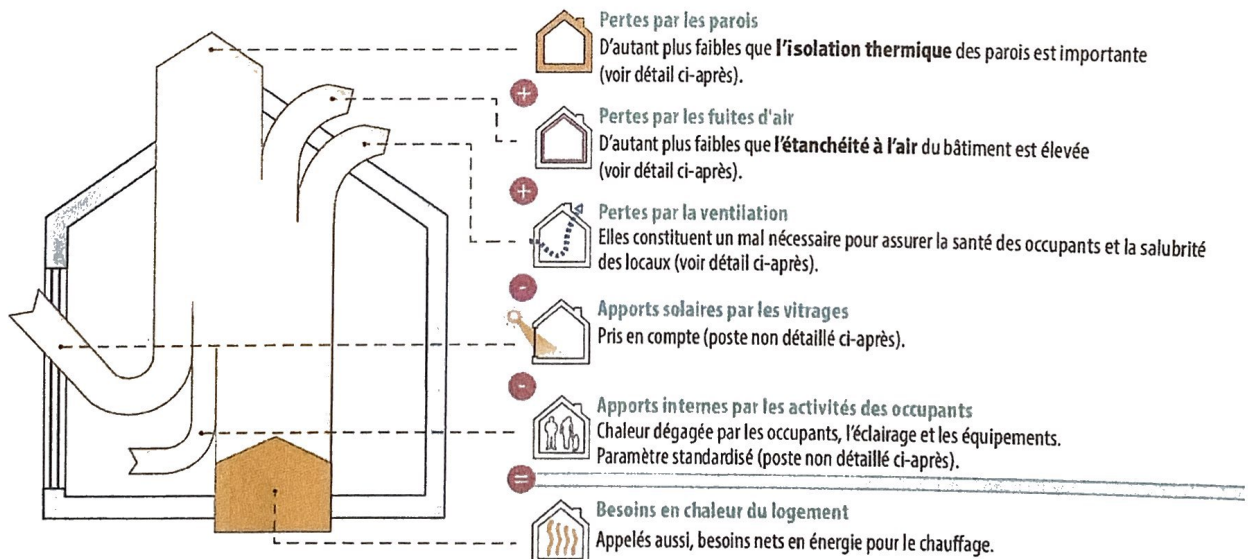 Pertes par les parois
D'autant plus faibles que l'isolation thermique des parois est importante
(voir détail ci-après).
+
Pertes par les fuites d'air
D'autant plus faibles que l'étanchéité à l'air du bâtiment est élevée
(voir détail ci-après).
+
Pertes par la ventilation
Elles constituent un mal nécessaire pour assurer la santé des occupants et la salubrité
des locaux (voir détail ci-après).
-
Apports solaires par les vitrages
Pris en compte (poste non détaillé ci-après).
-
Apports internes par les activités des occupants
Chaleur dégagée par les occupants, l'éclairage et les équipements.
Paramètre standardisé (poste non détaillé ci-après).
=
Besoins en chaleur du logement
Appelés aussi, besoins nets en énergie pour le chauffage.